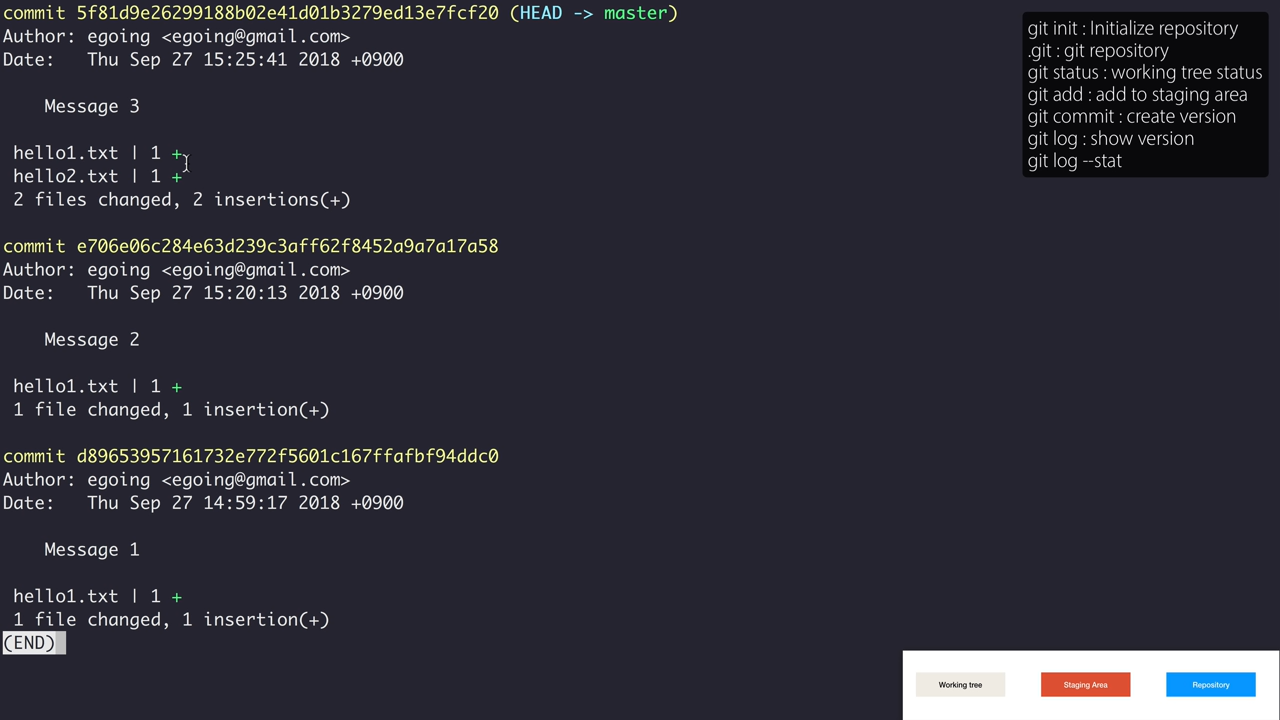 commit 5f81d9e26299188b02e41d01b3279ed13e7fcf20 (HEAD -> master)
Author: egoing <egoing@gmail.com>
Date:   Thu Sep 27 15:25:41 2018 +0900
Message 3
hello1.txt | 1 +
hello2.txt | 1 +
2 files changed, 2 insertions(+)
commit e706e06c284e63d239c3aff62f8452a9a7a17a58
Author: egoing <egoing@gmail.com>
Date:   Thu Sep 27 15:20:13 2018 +0900
Message 2
hello1.txt | 1 +
1 file changed, 1 insertion(+)
commit d89653957161732e772f5601c167ffafbf94ddc0
Author: egoing <egoing@gmail.com>
Date:   Thu Sep 27 14:59:17 2018 +0900
Message 1
hello1.txt | 1 +
1 file changed, 1 insertion(+)
(END)
git init : Initialize repository
.git : git repository
git status : working tree status
git add : add to staging area
git commit : create version
git log : show version
git log --stat
Working tree
Staging Area
Repository